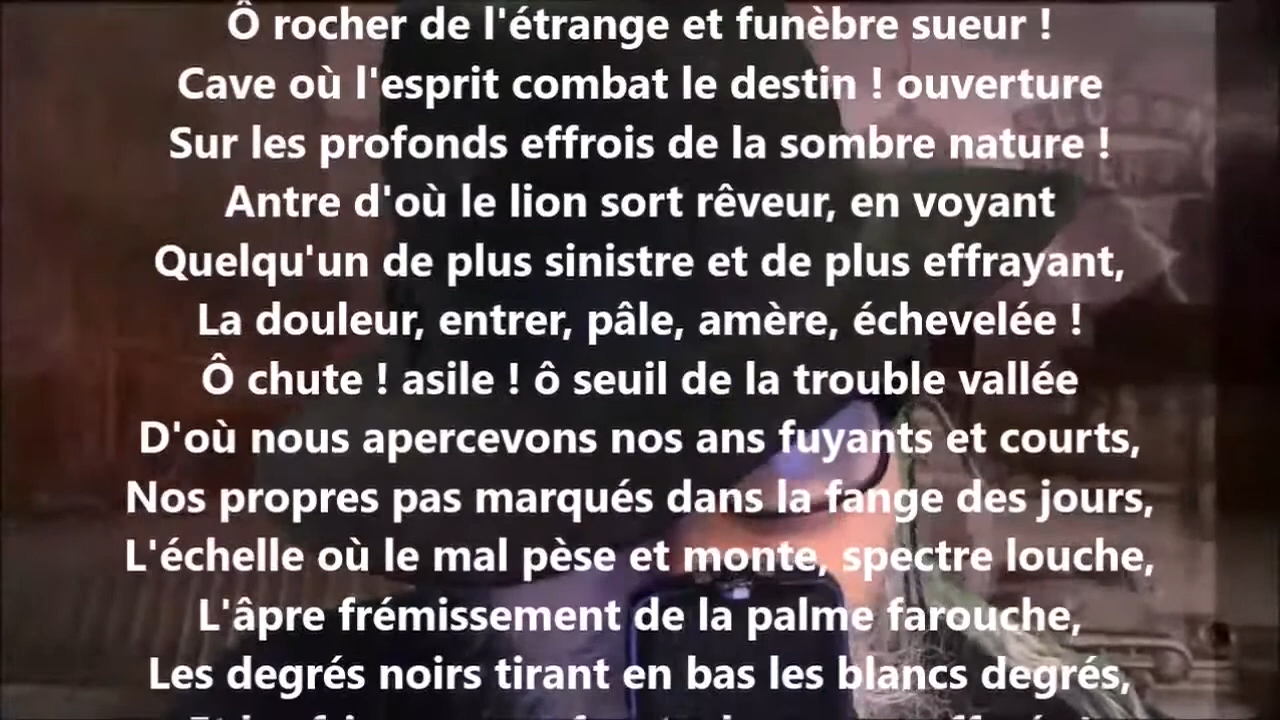 Ô rocher de l'étrange et funèbre sueur !
Cave où l'esprit combat le destin ! ouverture
Sur les profonds effrois de la sombre nature !
Antre d'où le lion sort rêveur, en voyant
Quelqu'un de plus sinistre et de plus effrayant,
La douleur, entrer, pâle, amère, échevelée !
Ô chute ! asile ! ô seuil de la trouble vallée
D'où nous apercevons nos ans fuyants et courts,
Nos propres pas marqués dans la fange des jours,
L'échelle où le mal pèse et monte, spectre louche,
L'âpre frémissement de la palme farouche,
Les degrés noirs tirant en bas les blancs degrés,